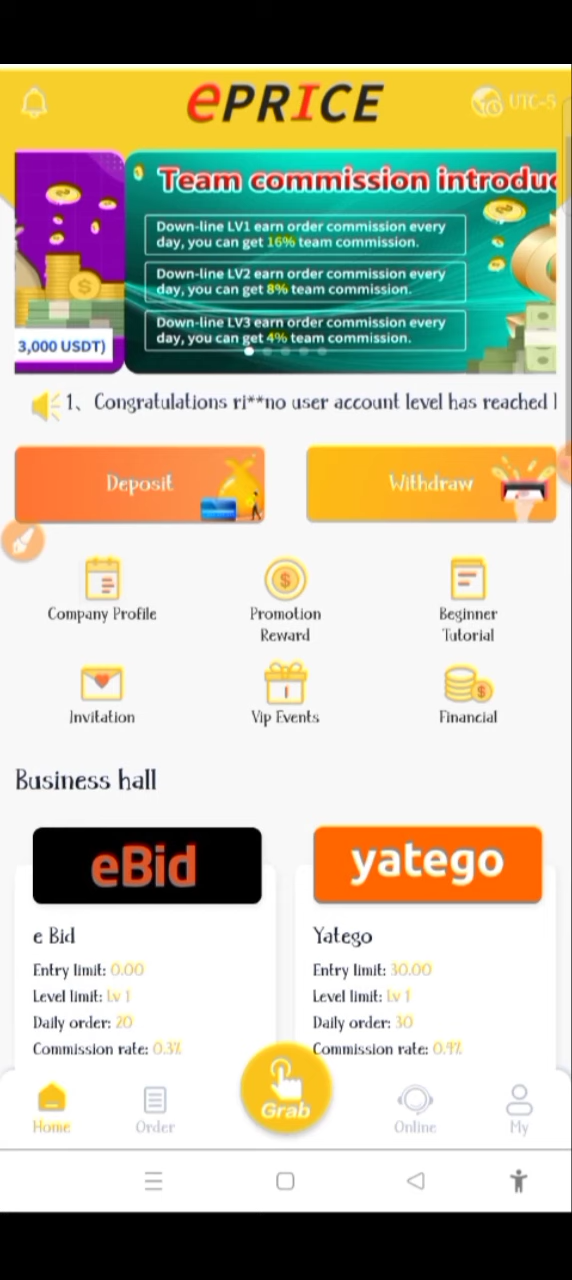 ePRICE
UTC-5
Team commission introduc
Down-line LV1 earn order commission every
day, you can get 16% team commission.
Down-line LV2 earn order commission every
day, you can get 8% team commission.
Down-line LV3 earn order commission every
day, you can get 4% team commission.
3,000 USDT)
1、Congratulations ri**no user account level has reached l
Deposit
Withdraw
Company Profile
Promotion
Reward
Beginner
Tutorial
Invitation
Vip Events
Financial
Business hall
eBid
yatego
e Bid
Yatego
Entry limit: 0.00
Entry limit: 30.00
Level limit: Lv 1
Level limit: Lv 1
Daily order: 20
Daily order: 30
Commission rate: 0.3%
Commission rate: 0.4%
Grab
Home
Order
Online
My